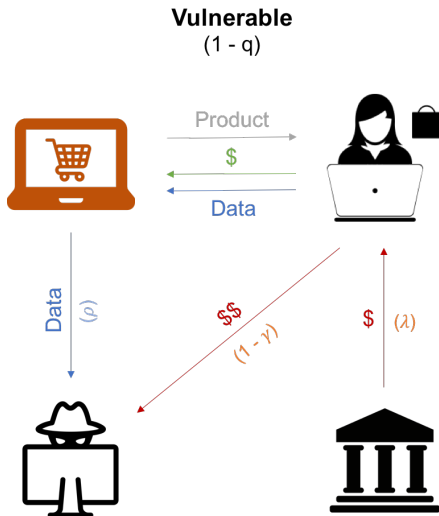 Vulnerable
(1 - q)
Product
$
Data
Data
(ρ)
$$
(1 - γ)
$
(λ)